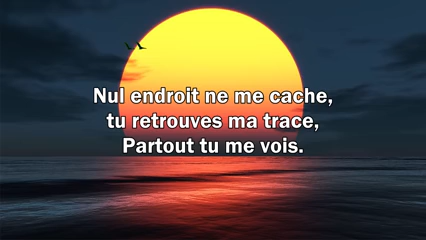 Nul endroit ne me cache,
tu retrouves ma trace,
Partout tu me vois.